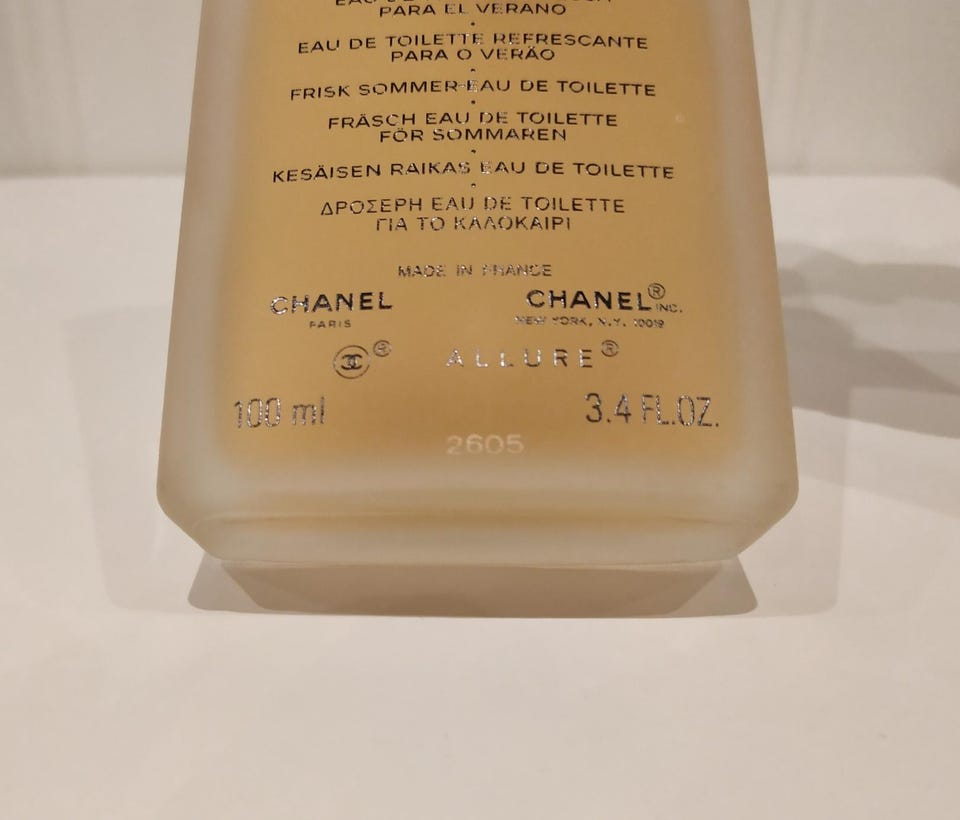 PARA EL VERANO
EAU DE TOILETTE REFRESCANTE
PARA O VERÃO
FRISK SOMMER-EAU DE TOILETTE
FRÄSCH EAU DE TOILETTE
FÖR SOMMAREN
KESÄISEN RAIKAS EAU DE TOILETTE
ΔΡΟΣΕΡΗ EAU DE TOILETTE
ΓΙΑ ΤΟ ΚΑΛΟΚΑΙΡΙ
MADE IN FRANCE
CHANEL CHANEL® INC.
PARIS NEW YORK, N.Y. 10019
® ALLURE®
100 ml 3.4 FL.OZ.
2605